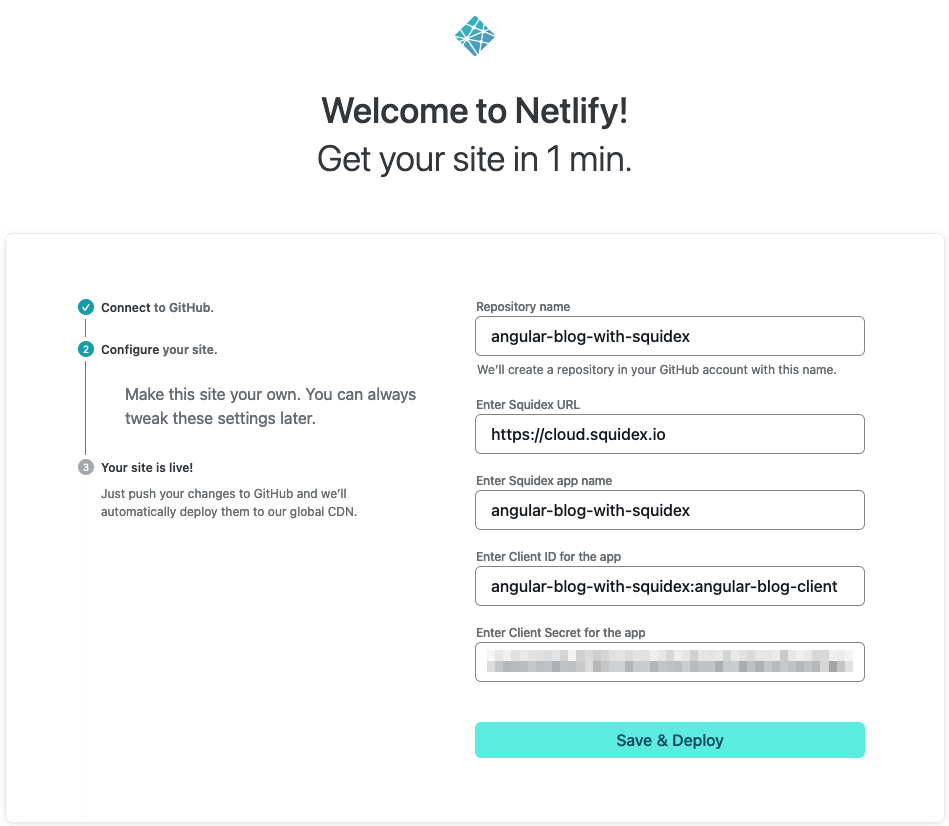 Welcome to Netlify!
Get your site in 1 min.
Connect to GitHub.
2 Configure your site.
Make this site your own. You can always
tweak these settings later.
3 Your site is live!
Just push your changes to GitHub and we’ll
automatically deploy them to our global CDN.
Repository name
angular-blog-with-squidex
We’ll create a repository in your GitHub account with this name.
Enter Squidex URL
https://cloud.squidex.io
Enter Squidex app name
angular-blog-with-squidex
Enter Client ID for the app
angular-blog-with-squidex:angular-blog-client
Enter Client Secret for the app
Save & Deploy